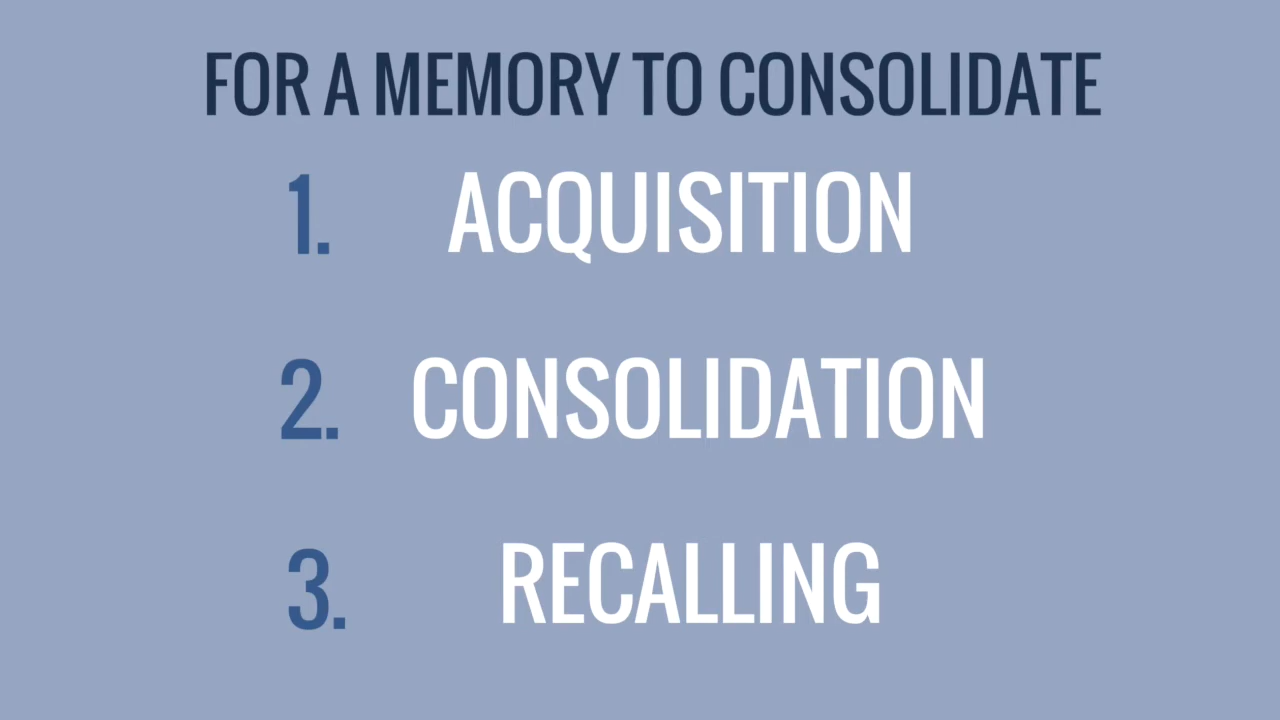 FOR A MEMORY TO CONSOLIDATE
1. ACQUISITION
2. CONSOLIDATION
3. RECALLING